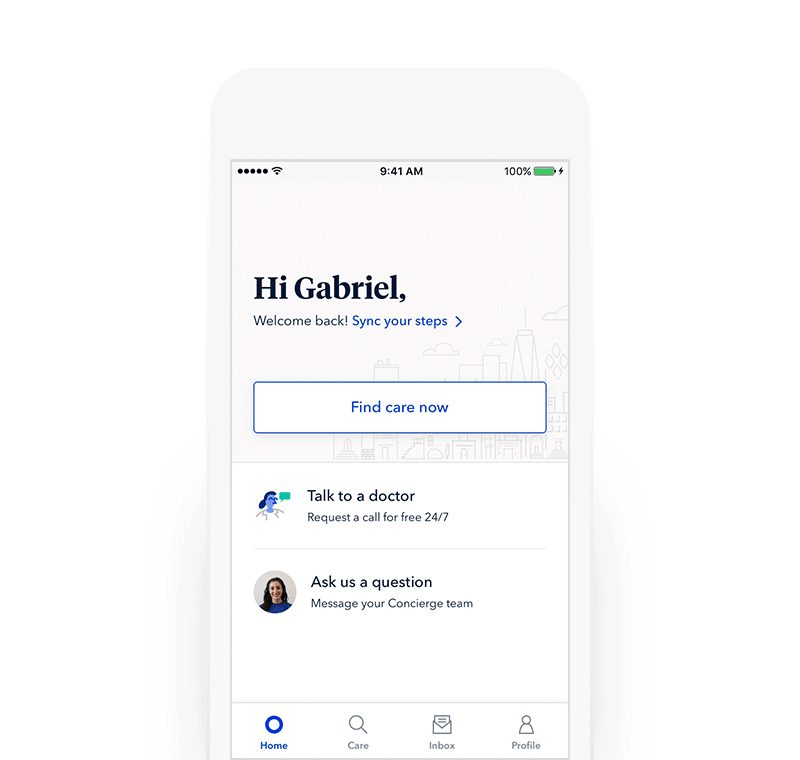 9:41 AM
100%
Hi Gabriel,
Welcome back! Sync your steps
Find care now
Talk to a doctor
Request a call for free 24/7
Ask us a question
Message your Concierge team
Home
Care
Inbox
Profile